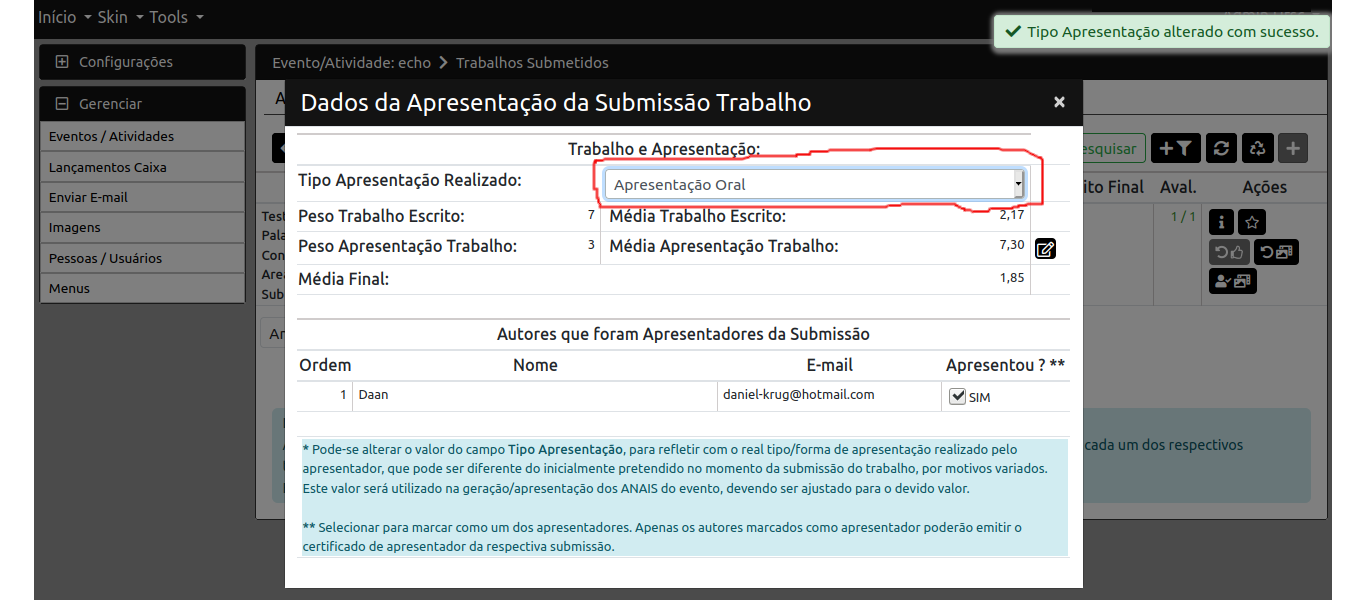 Início Skin Tools
✔ Tipo Apresentação alterado com sucesso.
Configurações
Evento/Atividade: echo > Trabalhos Submetidos
Gerenciar
Dados da Apresentação da Submissão Trabalho ×
Eventos / Atividades
Lançamentos Caixa
Enviar E-mail
Imagens
Pessoas / Usuários
Menus
Trabalho e Apresentação:
Tipo Apresentação Realizado: Apresentação Oral
Peso Trabalho Escrito: 7 Média Trabalho Escrito: 2,17
Peso Apresentação Trabalho: 3 Média Apresentação Trabalho: 7,30
Média Final: 1,85
Autores que foram Apresentadores da Submissão
Ordem Nome E-mail Apresentou ? **
1 Daan daniel-krug@hotmail.com SIM
* Pode-se alterar o valor do campo Tipo Apresentação, para refletir com o real tipo/forma de apresentação realizado pelo
apresentador, que pode ser diferente do inicialmente pretendido no momento da submissão do trabalho, por motivos variados.
Este valor será utilizado na geração/apresentação dos ANAIS do evento, devendo ser ajustado para o devido valor.
** Selecionar para marcar como um dos apresentadores. Apenas os autores marcados como apresentador poderão emitir o
certificado de apresentador da respectiva submissão.
esquisar
ito Final Aval. Ações
1 / 1
cada um dos respectivos